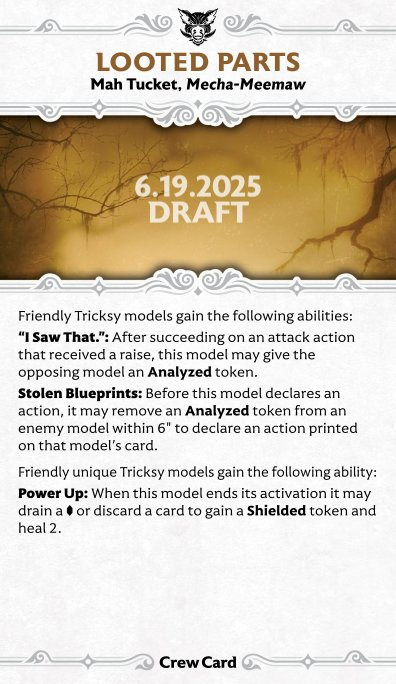 LOOTED PARTS
Mah Tucket, Mecha-Meemaw
6.19.2025
DRAFT
Friendly Tricksy models gain the following abilities:
“I Saw That.”: After succeeding on an attack action
that received a raise, this model may give the
opposing model an Analyzed token.
Stolen Blueprints: Before this model declares an
action, it may remove an Analyzed token from an
enemy model within 6" to declare an action printed
on that model’s card.
Friendly unique Tricksy models gain the following ability:
Power Up: When this model ends its activation it may
drain a or discard a card to gain a Shielded token and
heal 2.
Crew Card